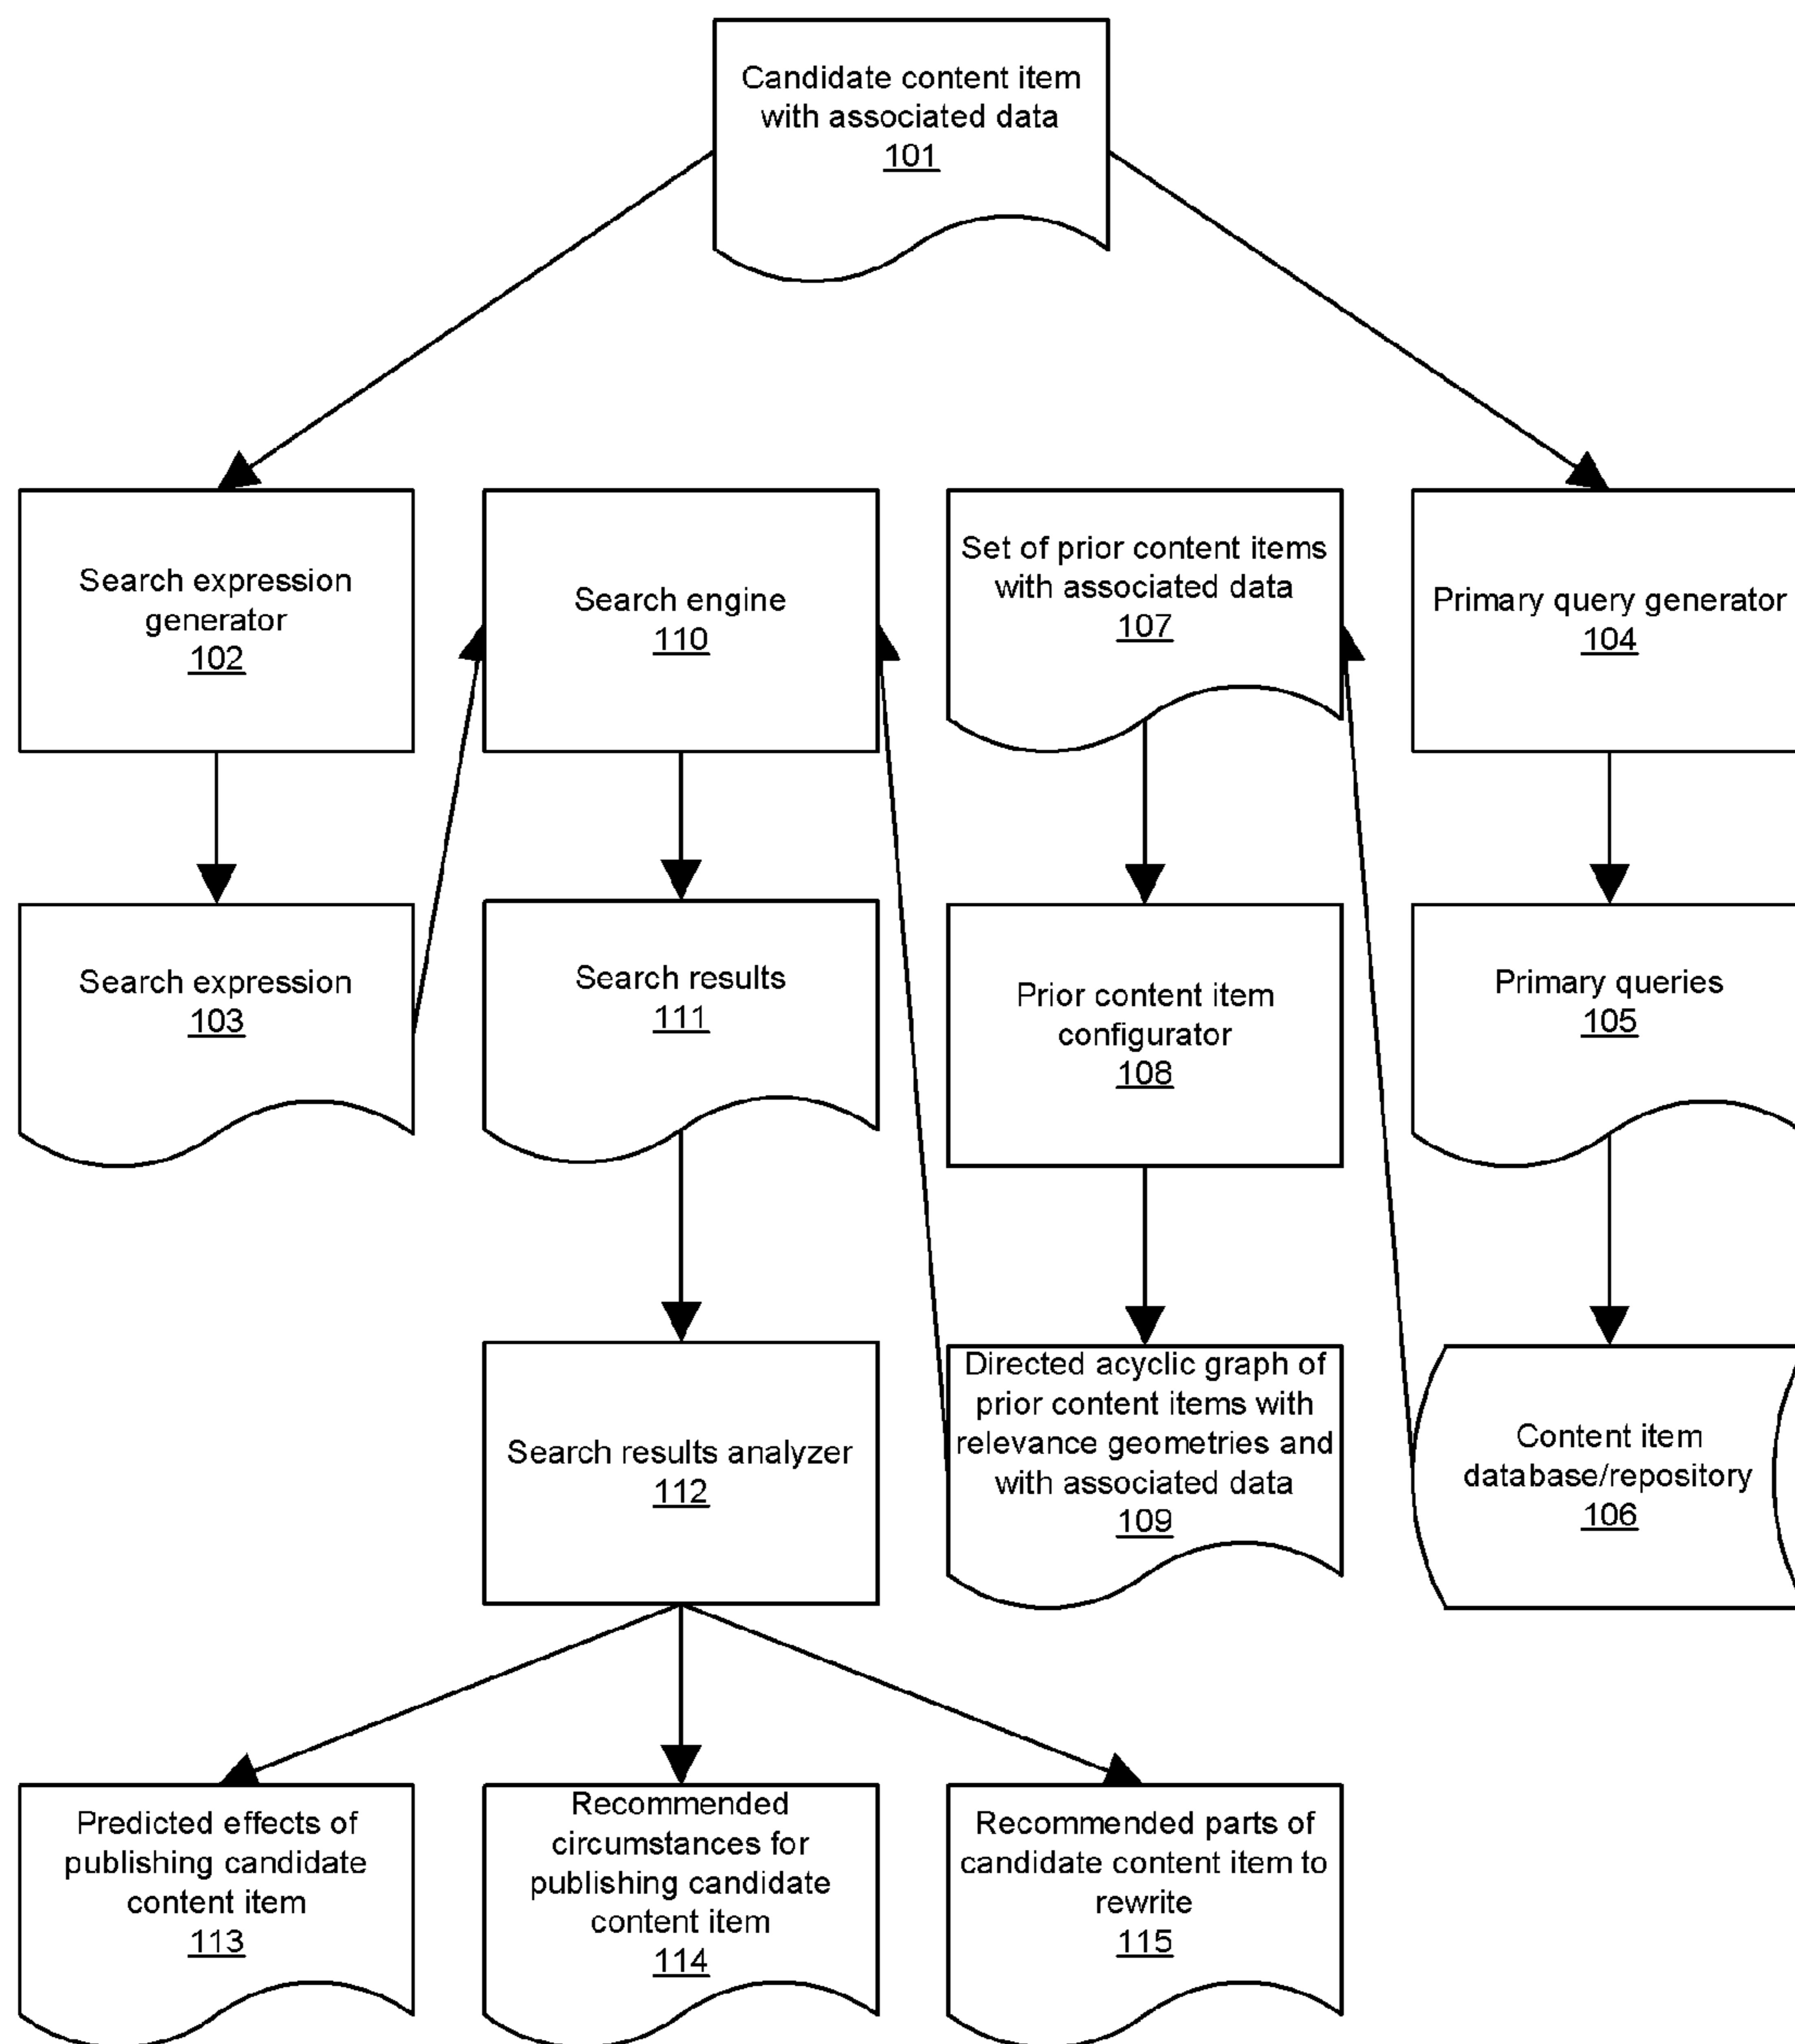 Candidate content item
with associated data
101
Search expression
generator
102
Search engine
110
Set of prior content items
with associated data
107
Primary query generator
104
Search expression
103
Search results
111
Prior content item
configurator
108
Primary queries
105
Search results analyzer
112
Directed acyclic graph of
prior content items with
relevance geometries and
with associated data
109
Content item
database/repository
106
Predicted effects of
publishing candidate
content item
113
Recommended
circumstances for
publishing candidate
content item
114
Recommended parts of
candidate content item to
rewrite
115